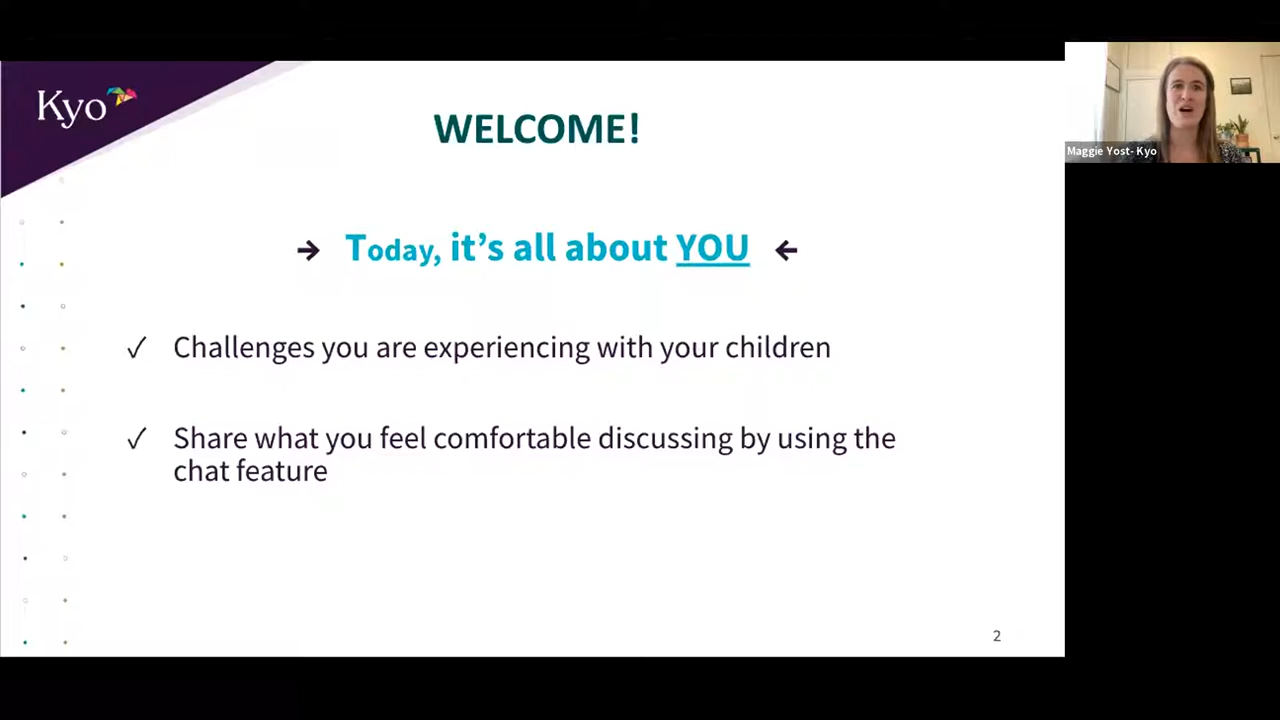 Kyo
WELCOME!
→ Today, it's all about YOU ←
✓ Challenges you are experiencing with your children
✓ Share what you feel comfortable discussing by using the
chat feature
2
Maggie Yost- Kyo